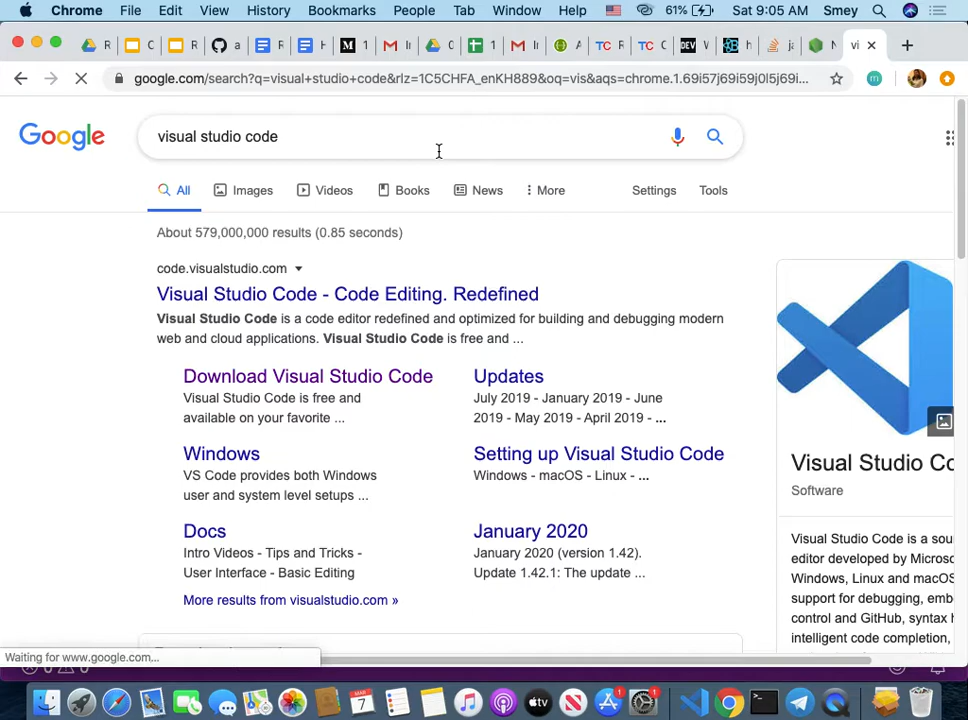 Chrome File Edit View History Bookmarks People Tab Window Help 61% Sat 9:05 AM Smey
google.com/search?q=visual+studio+code&rlz=1C5CHFA_enKH889&oq=vis&aqs=chrome.1.69i57j69i59j0l5j69i...
m
Google
visual studio code
All Images Videos Books News More Settings Tools
About 579,000,000 results (0.85 seconds)
code.visualstudio.com
Visual Studio Code - Code Editing. Redefined
Visual Studio Code is a code editor redefined and optimized for building and debugging modern
web and cloud applications. Visual Studio Code is free and ...
Download Visual Studio Code
Visual Studio Code is free and
available on your favorite ...
Updates
July 2019 - January 2019 - June
2019 - May 2019 - April 2019 - ...
Windows
VS Code provides both Windows
user and system level setups ...
Setting up Visual Studio Code
Windows - macOS - Linux - ...
Docs
Intro Videos - Tips and Tricks -
User Interface - Basic Editing
January 2020
January 2020 (version 1.42).
Update 1.42.1: The update ...
More results from visualstudio.com »
Visual Studio Co
Software
Visual Studio Code is a sou
editor developed by Microso
Windows, Linux and macOS
support for debugging, emb
control and GitHub, syntax h
intelligent code completion,
Waiting for www.google.com...
MAR
7
tv
1
1